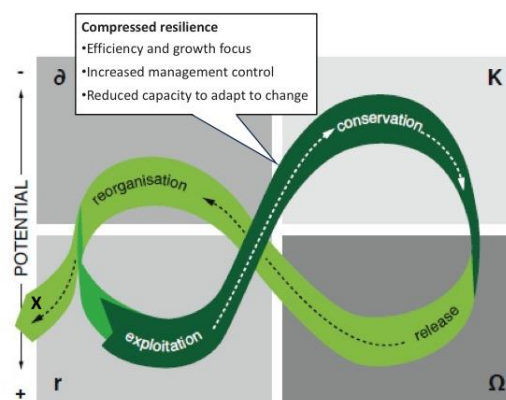 Compressed resilience
•Efficiency and growth focus
•Increased management control
•Reduced capacity to adapt to change
-
∂
K
conservation
reorganisation
POTENTIAL
X
exploitation
release
+
r
Ω